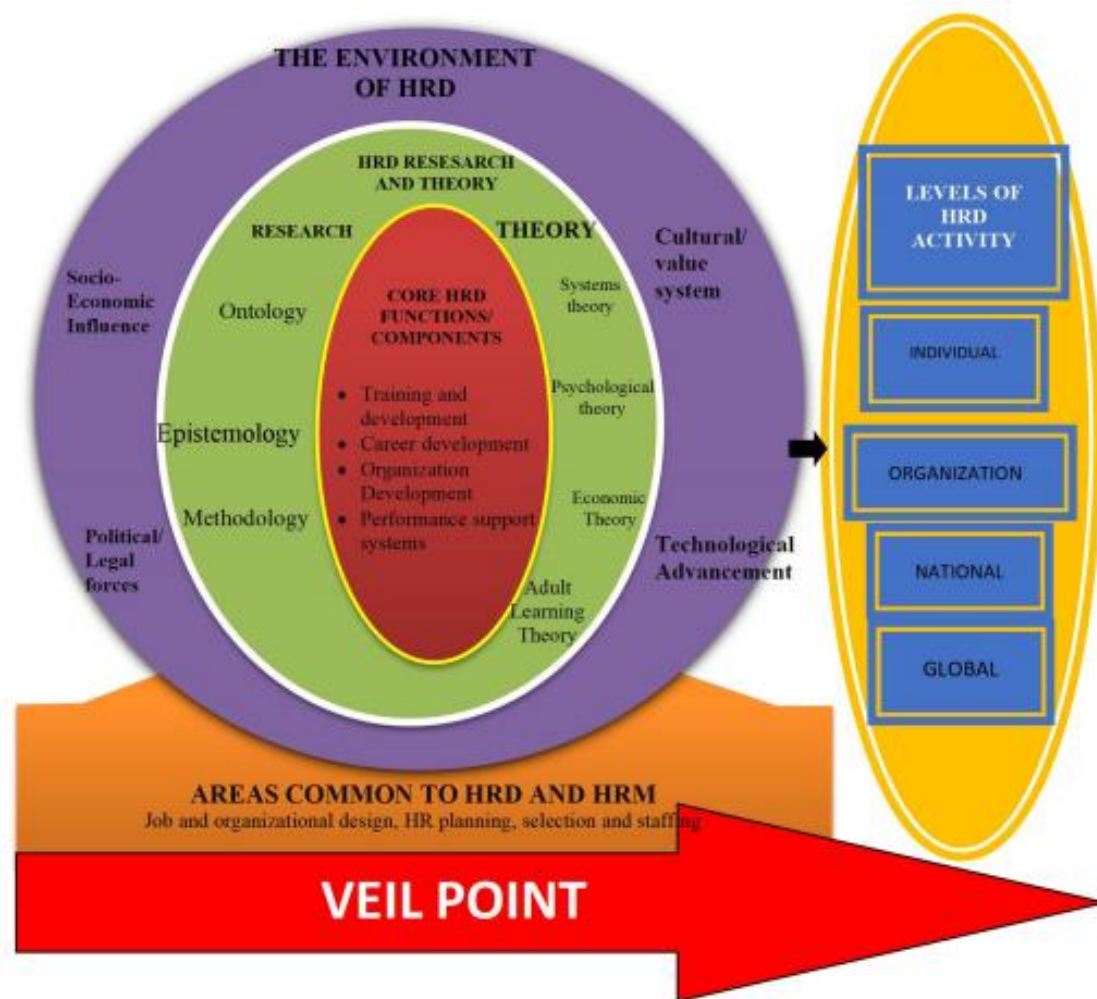 THE ENVIRONMENT
OF HRD
HRD RESESARCH
AND THEORY
RESEARCH
THEORY
Socio-
Economic
Influence
Political/
Legal
forces
Ontology
Epistemology
Methodology
CORE HRD
FUNCTIONS/
COMPONENTS
• Training and
development
• Career development
• Organization
Development
• Performance support
systems
Systems
theory
Psychological
theory
Economic
Theory
Adult
Learning
Theory
Cultural/
value
system
Technological
Advancement
LEVELS OF
HRD
ACTIVITY
INDIVIDUAL
ORGANIZATION
NATIONAL
GLOBAL
AREAS COMMON TO HRD AND HRM
Job and organizational design, HR planning, selection and staffing
VEIL POINT